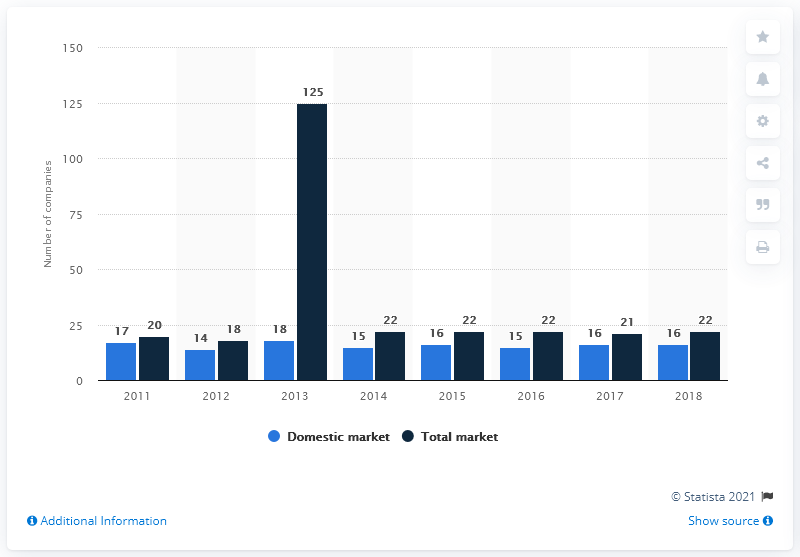 150
125
100
75
50
25
0
Number of companies
17 20 14 18 18 125 15 22 16 22 15 22 16 21 16 22
2011 2012 2013 2014 2015 2016 2017 2018
Domestic market Total market
© Statista 2021
Additional Information Show source